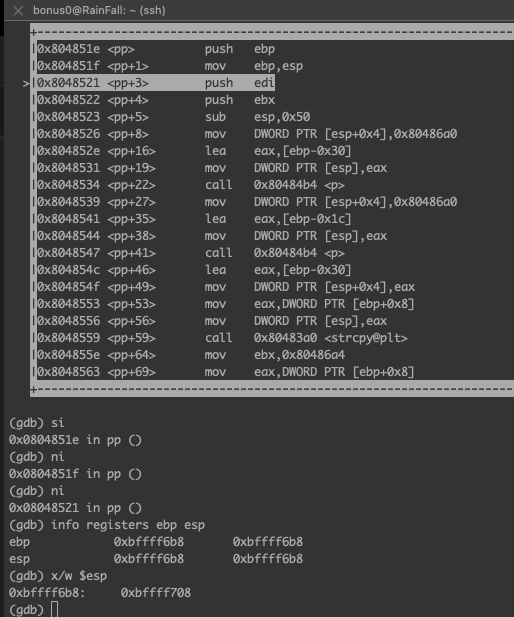 bonus0@RainFall: ~ (ssh)
0x804851e <pp> push ebp
0x804851f <pp+1> mov ebp,esp
>0x8048521 <pp+3> push edi
0x8048522 <pp+4> push ebx
0x8048523 <pp+5> sub esp,0x50
0x8048526 <pp+8> mov DWORD PTR [esp+0x4],0x80486a0
0x804852e <pp+16> lea eax,[ebp-0x30]
0x8048531 <pp+19> mov DWORD PTR [esp],eax
0x8048534 <pp+22> call 0x80484b4 <p>
0x8048539 <pp+27> mov DWORD PTR [esp+0x4],0x80486a0
0x8048541 <pp+35> lea eax,[ebp-0x1c]
0x8048544 <pp+38> mov DWORD PTR [esp],eax
0x8048547 <pp+41> call 0x80484b4 <p>
0x804854c <pp+46> lea eax,[ebp-0x30]
0x804854f <pp+49> mov DWORD PTR [esp+0x4],eax
0x8048553 <pp+53> mov eax,DWORD PTR [ebp+0x8]
0x8048556 <pp+56> mov DWORD PTR [esp],eax
0x8048559 <pp+59> call 0x80483a0 <strcpy@plt>
0x804855e <pp+64> mov ebx,0x80486a4
0x8048563 <pp+69> mov eax,DWORD PTR [ebp+0x8]
(gdb) si
0x0804851e in pp ()
(gdb) ni
0x0804851f in pp ()
(gdb) ni
0x08048521 in pp ()
(gdb) info registers ebp esp
ebp 0xbffff6b8 0xbffff6b8
esp 0xbffff6b8 0xbffff6b8
(gdb) x/w $esp
0xbffff6b8: 0xbffff708
(gdb)